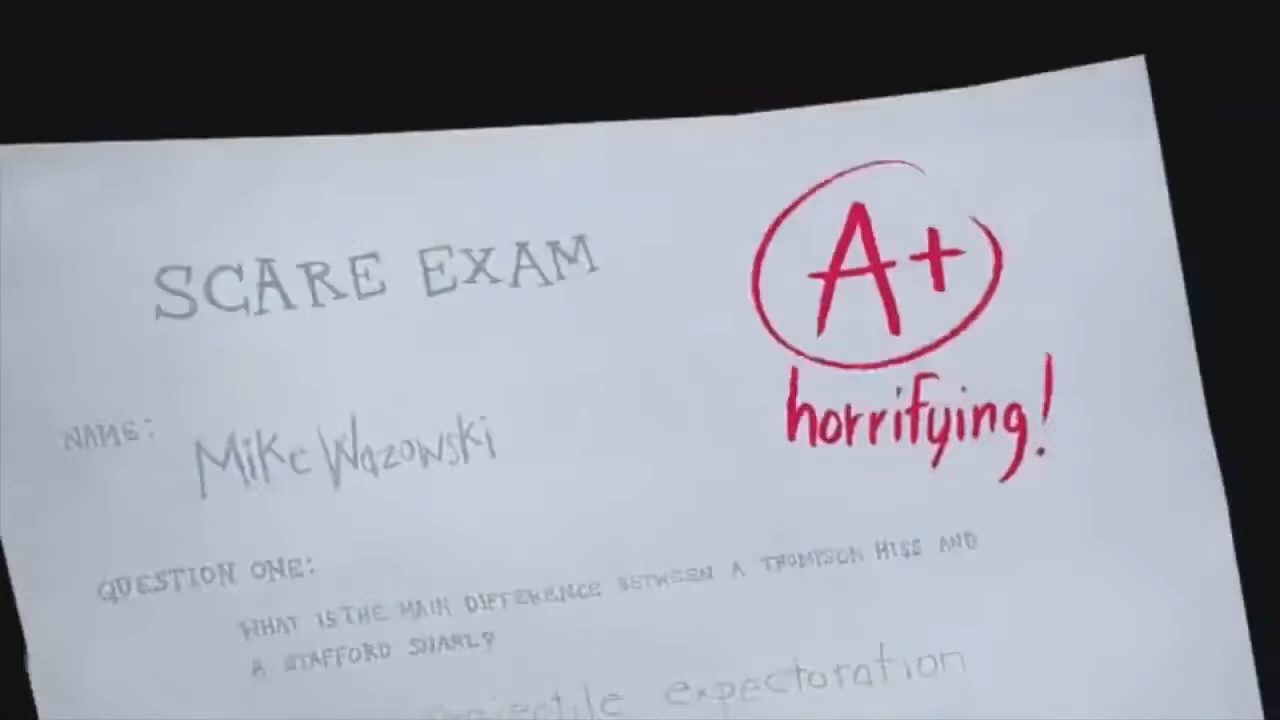 SCARE EXAM
A+
horrifying!
NAME: Mike Wazowski
QUESTION ONE:
WHAT IS THE MAIN DIFFERENCE BETWEEN A THOMPSON HISS AND
A STAFFORD SNARL?
projectile expectoration